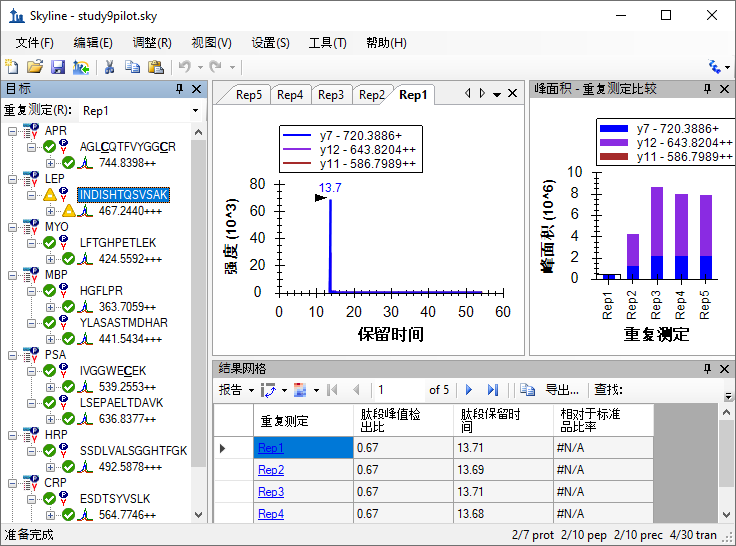 Skyline - study9pilot.sky
文件(F) 编辑(E) 调整(R) 视图(V) 设置(S) 工具(T) 帮助(H)
目标
重复测定(R): Rep1
APR
AGLCQTFVYGGCR
744.8398++
LEP
INDISHTQSVSAK
467.2440+++
MYO
LFTGHPETLEK
424.5592+++
MBP
HGFLPR
363.7059++
YLASASTMDHAR
441.5434+++
PSA
IVGGWECEK
539.2553++
LSEPAELTDAVK
636.8377++
HRP
SSDLVALSGGHTFGK
492.5878+++
CRP
ESDTSYVSLK
564.7746++
Rep5 Rep4 Rep3 Rep2 Rep1
y7 - 720.3886+
y12 - 643.8204++
y11 - 586.7989++
13.7
80
60
40
20
0
强度 (10^3)
0 10 20 30 40 50 60
保留时间
峰面积 - 重复测定比较
y7 - 720.3886+
y12 - 643.8204++
y11 - 586.7989++
10
8
6
4
2
0
峰面积 (10^6)
Rep1 Rep2 Rep3 Rep4 Rep5
重复测定
结果网格
报告 1 of 5 导出... 查找:
重复测定 肽段峰值检出比 肽段保留时间 相对于标准品比率
Rep1 0.67 13.71 #N/A
Rep2 0.67 13.69 #N/A
Rep3 0.67 13.71 #N/A
Rep4 0.67 13.68 #N/A
准备完成 2/7 prot 2/10 pep 2/10 prec 4/30 tran